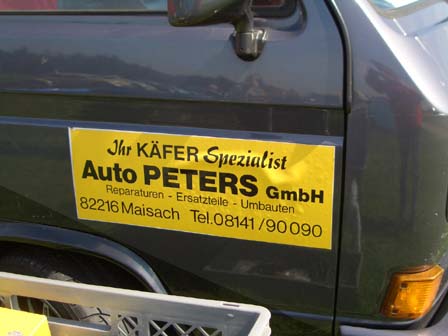 Ihr KÄFER Spezialist
Auto PETERS GmbH
Reparaturen - Ersatzteile - Umbauten
82216 Maisach Tel. 08141/90090